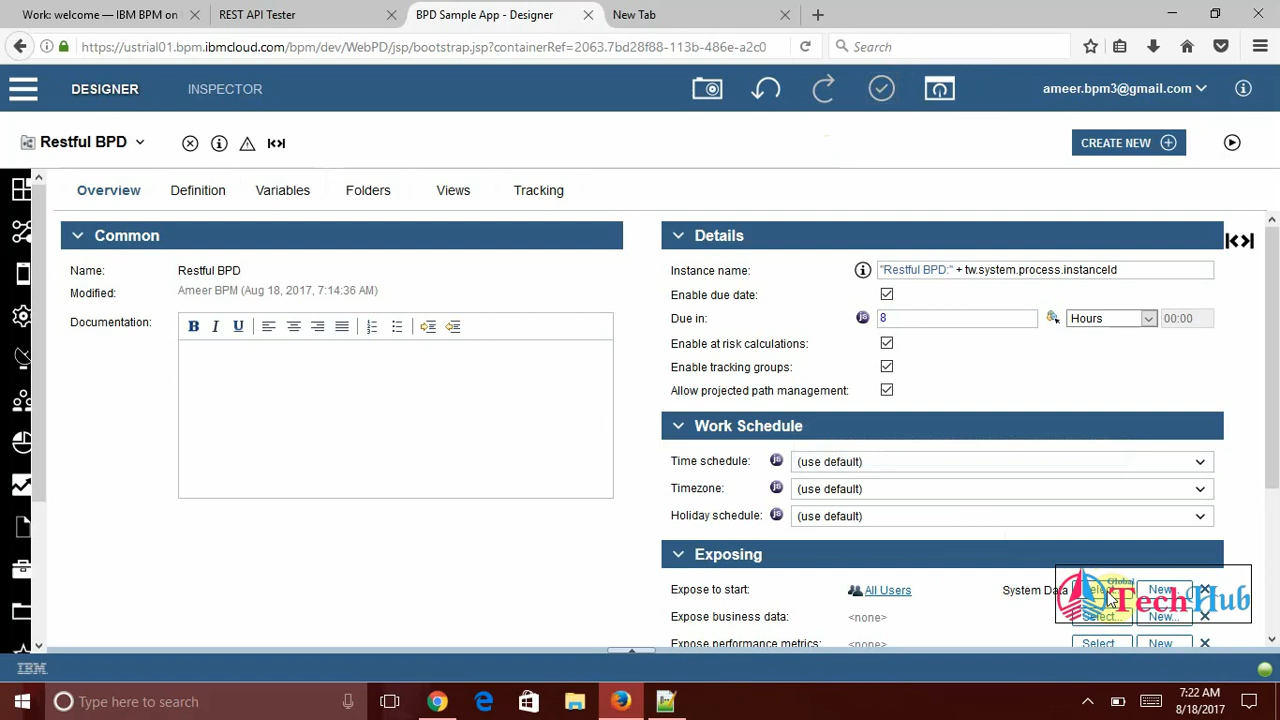 Work: welcome — IBM BPM on
REST API Tester
BPD Sample App - Designer
New Tab
https://ustrial01.bpm.ibmcloud.com/bpm/dev/WebPD/jsp/bootstrap.jsp?containerRef=2063.7bd28f88-113b-486e-a2c0
Search
DESIGNER
INSPECTOR
ameer.bpm3@gmail.com
Restful BPD
CREATE NEW
Overview
Definition
Variables
Folders
Views
Tracking
Common
Name:
Restful BPD
Modified:
Ameer BPM (Aug 18, 2017, 7:14:36 AM)
Documentation:
B I U
Details
Instance name:
"Restful BPD:" + tw.system.process.instanceId
Enable due date:
Due in:
8
Hours
00:00
Enable at risk calculations:
Enable tracking groups:
Allow projected path management:
Work Schedule
Time schedule:
(use default)
Timezone:
(use default)
Holiday schedule:
(use default)
Exposing
Expose to start:
All Users
System Data
New...
Expose business data:
<none>
Select...
New...
Expose performance metrics:
<none>
Select...
New...
Global
TechHub
IBM
Type here to search
7:22 AM
8/18/2017